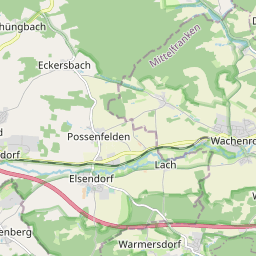 hüngbach
Mittelfranken
Eckersbach
Possenfelden
Wachenro
dorf
Lach
Elsendorf
enberg
Warmersdorf